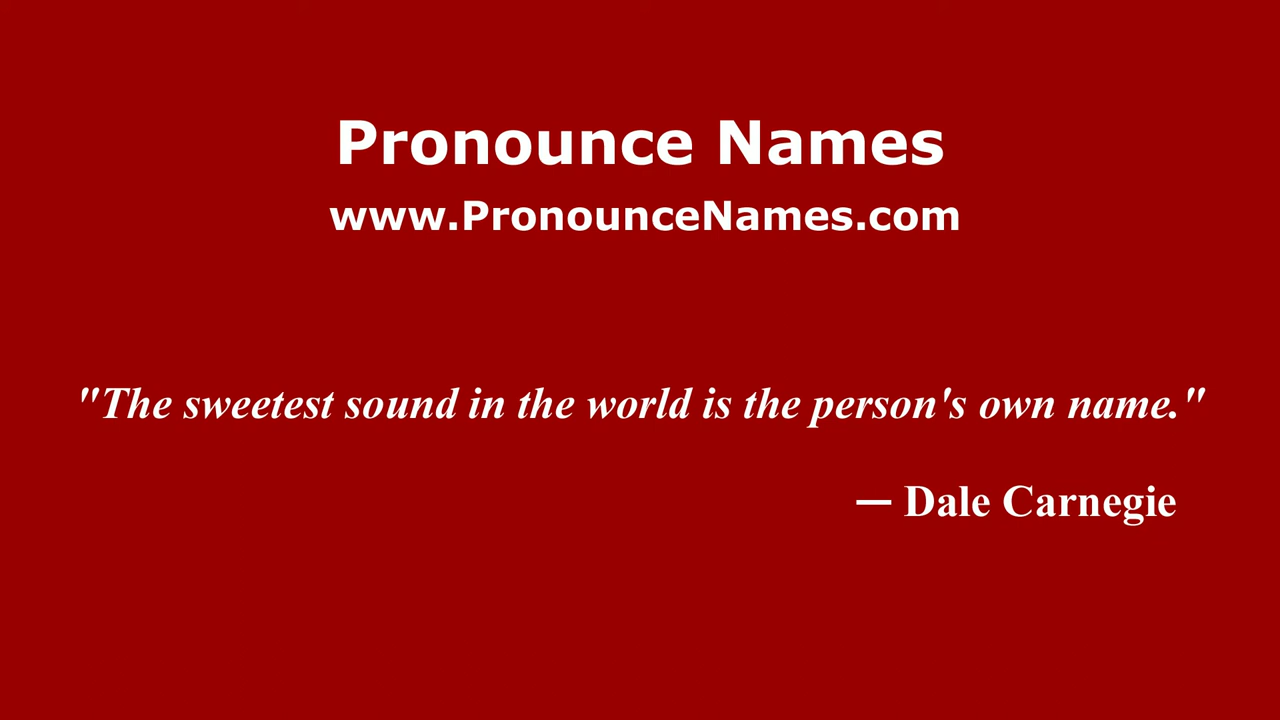 Pronounce Names
www.PronounceNames.com
"The sweetest sound in the world is the person's own name."
— Dale Carnegie